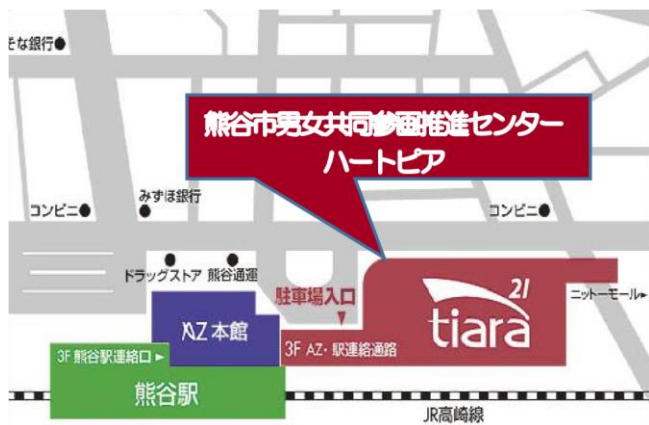 そな銀行●
熊谷市男女共同参画推進センター
ハートピア
コンビニ●
みずほ銀行
コンビニ●
ドラッグストア
熊谷通運
駐車場入口
21
tiara
ニットーモール▸
AZ本館
3F AZ・駅連絡通路
3F 熊谷駅連絡口▸
熊谷駅
JR高崎線